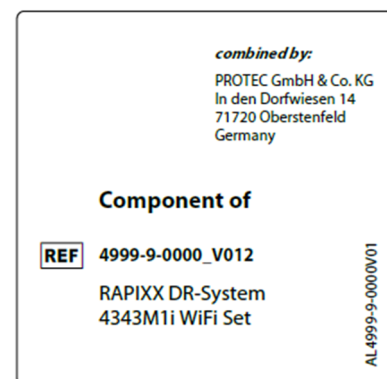 combined by:
PROTEC GmbH & Co. KG
In den Dorfwiesen 14
71720 Oberstenfeld
Germany
Component of
REF 4999-9-0000_V012
RAPIXX DR-System
4343M1i WiFi Set
AL4999-9-0000V01